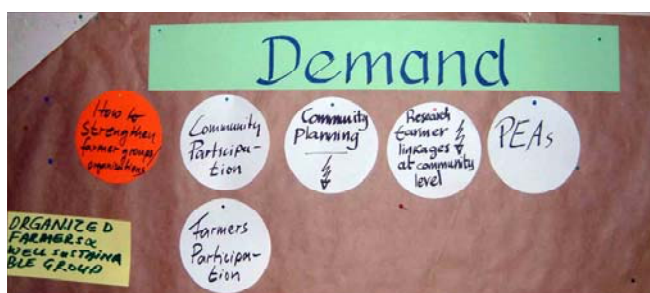 Demand
How to
Strengthen
farmer groups/
organisations
Community
Participa-
tion
Community
Planning
Research
farmer
linkages
at community
level
PEAs
Farmers
Participa-
tion
ORGANIZED
FARMERS &
WELL SUSTAINA
BLE GROUP